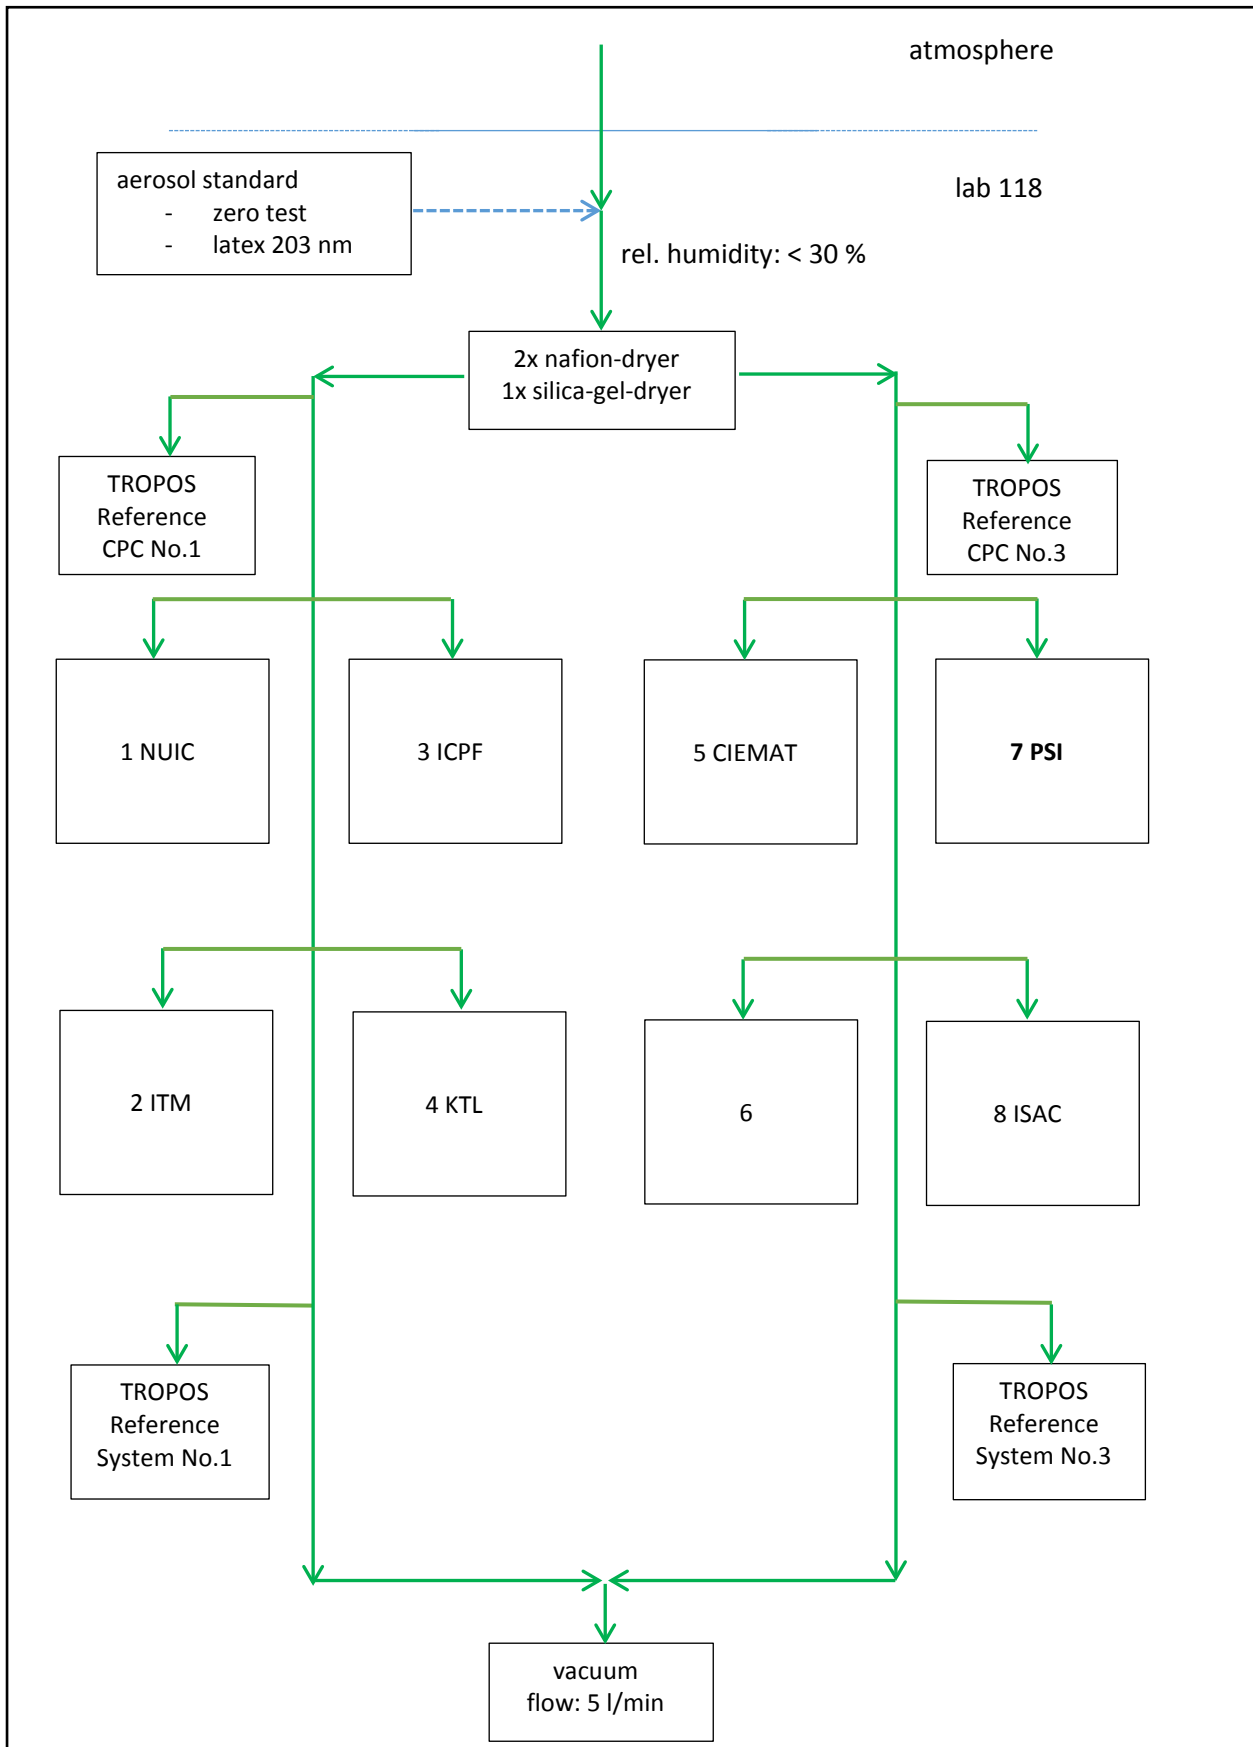 atmosphere
aerosol standard
- zero test
- latex 203 nm
lab 118
rel. humidity: < 30 %
2x nafion-dryer
1x silica-gel-dryer
TROPOS
Reference
CPC No.1
TROPOS
Reference
CPC No.3
1 NUIC
3 ICPF
5 CIEMAT
7 PSI
2 ITM
4 KTL
6
8 ISAC
TROPOS
Reference
System No.1
TROPOS
Reference
System No.3
vacuum
flow: 5 l/min